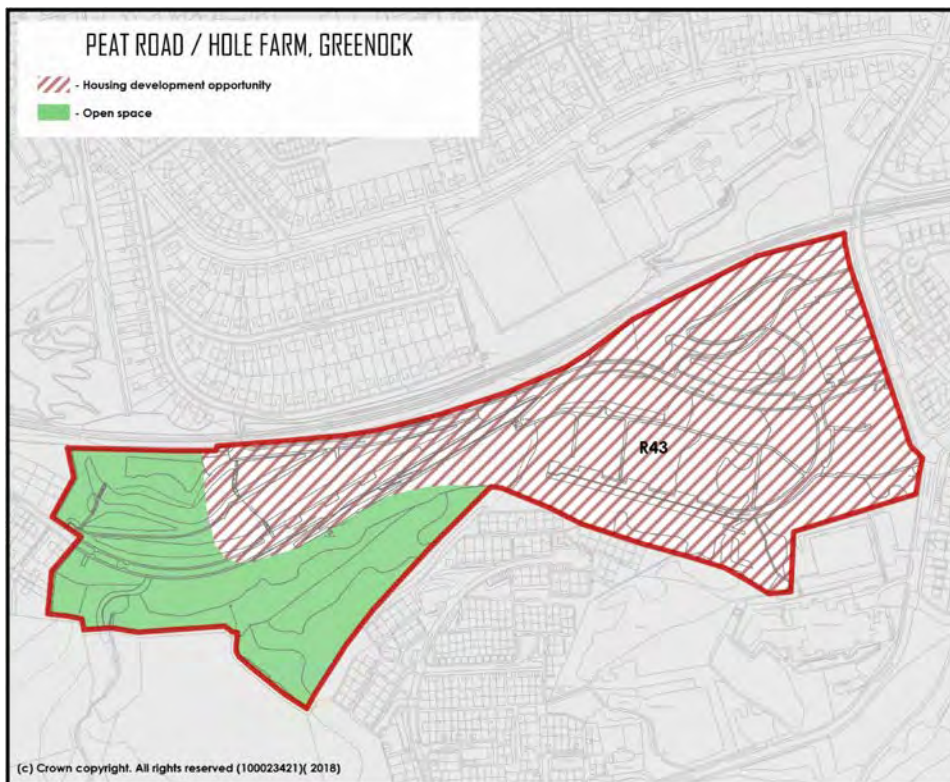 PEAT ROAD / HOLE FARM, GREENOCK
- Housing development opportunity
- Open space
R43
(c) Crown copyright. All rights reserved (100023421)( 2018)